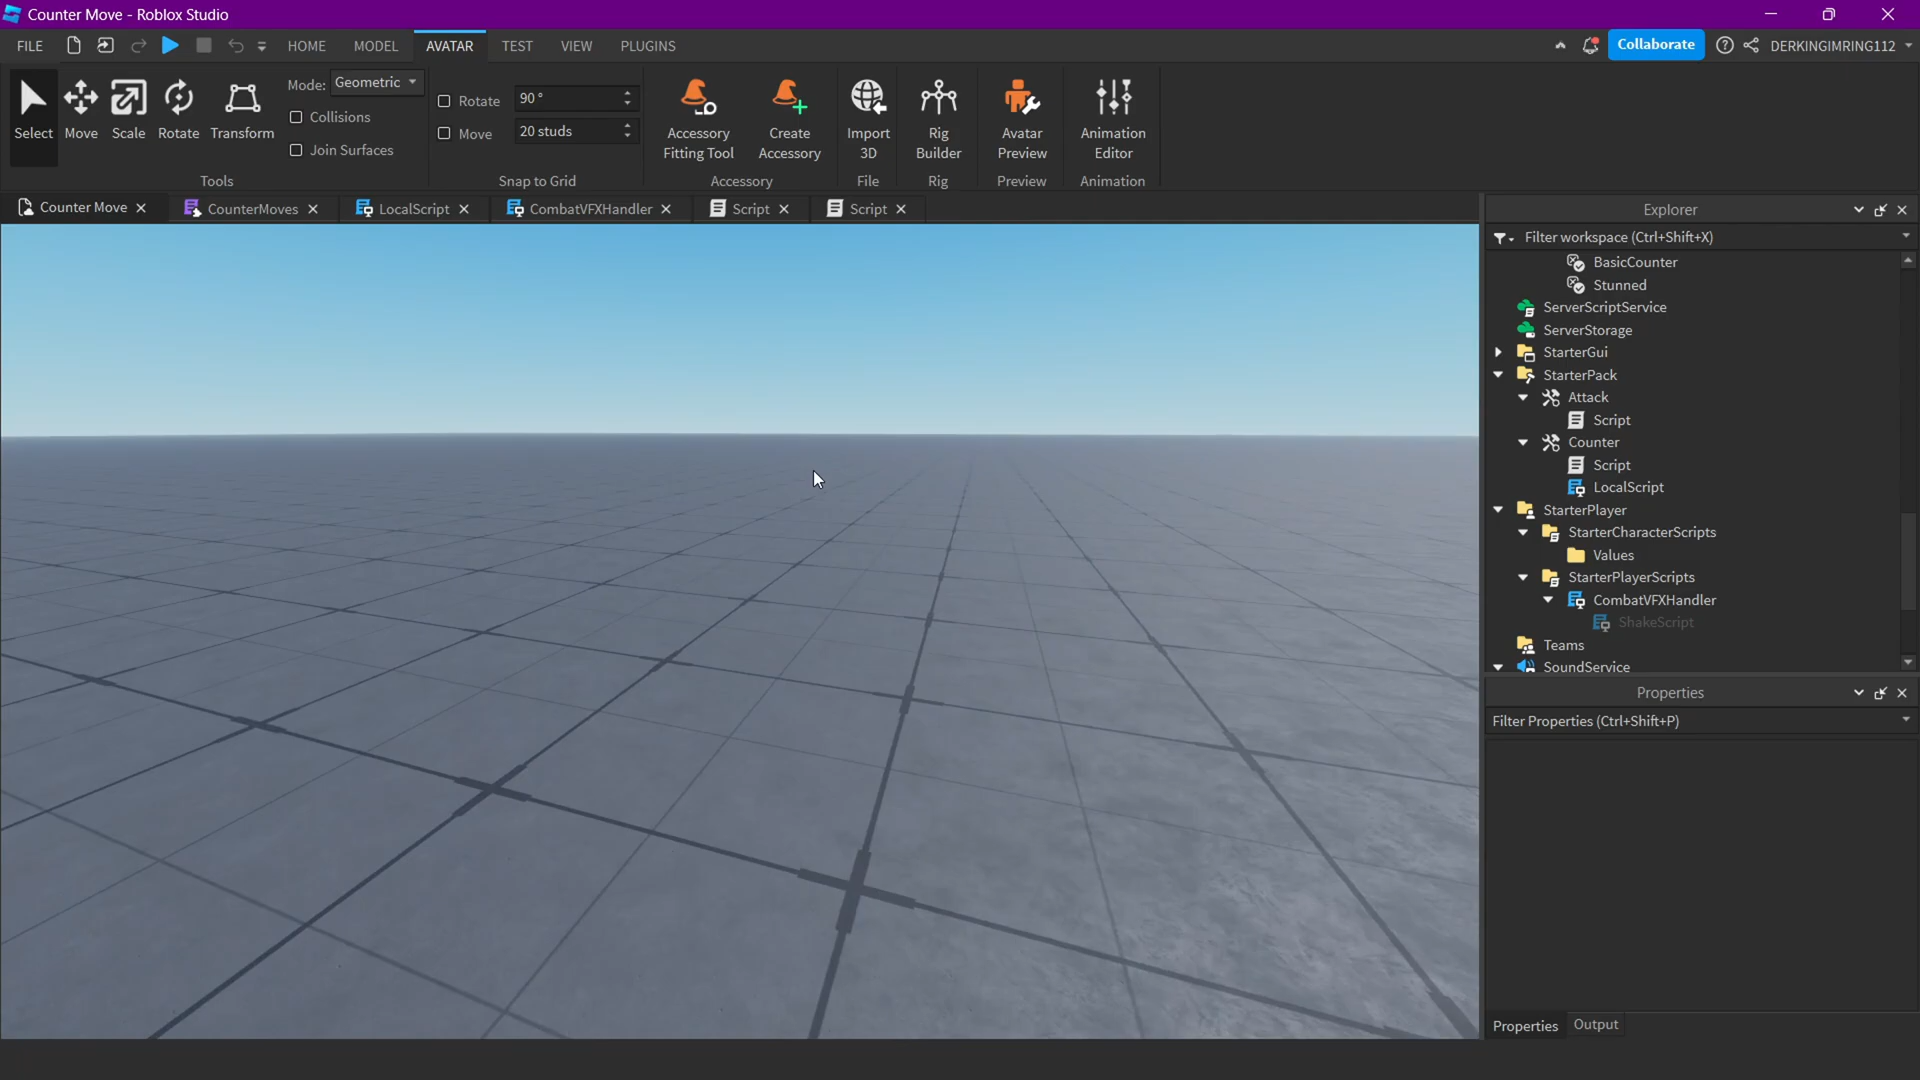 Counter Move - Roblox Studio
FILE HOME MODEL AVATAR TEST VIEW PLUGINS Collaborate DERKINGIMRING112
Select Move Scale Rotate Transform
Mode: Geometric
Collisions
Join Surfaces
Tools
Rotate 90 °
Move 20 studs
Snap to Grid
Accessory Fitting Tool
Create Accessory
Accessory
Import 3D
File
Rig Builder
Rig
Avatar Preview
Preview
Animation Editor
Animation
Counter Move CounterMoves LocalScript CombatVFXHandler Script Script
Explorer
Filter workspace (Ctrl+Shift+X)
BasicCounter
Stunned
ServerScriptService
ServerStorage
StarterGui
StarterPack
Attack
Script
Counter
Script
LocalScript
StarterPlayer
StarterCharacterScripts
Values
StarterPlayerScripts
CombatVFXHandler
ShakeScript
Teams
SoundService
Properties
Filter Properties (Ctrl+Shift+P)
Properties Output